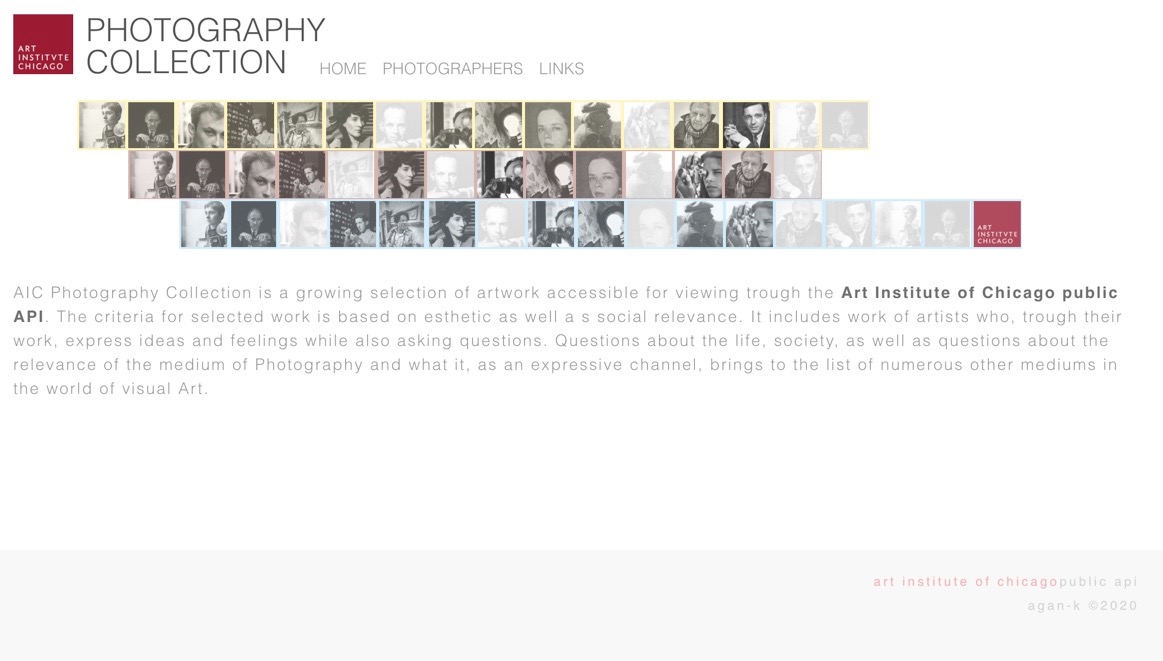 ART
INSTITVTE
CHICAGO
PHOTOGRAPHY
COLLECTION
HOME PHOTOGRAPHERS LINKS
ART
INSTITVTE
CHICAGO
AIC Photography Collection is a growing selection of artwork accessible for viewing trough the Art Institute of Chicago public
API. The criteria for selected work is based on esthetic as well a s social relevance. It includes work of artists who, trough their
work, express ideas and feelings while also asking questions. Questions about the life, society, as well as questions about the
relevance of the medium of Photography and what it, as an expressive channel, brings to the list of numerous other mediums in
the world of visual Art.
art institute of chicagopublic api
agan-k ©2020